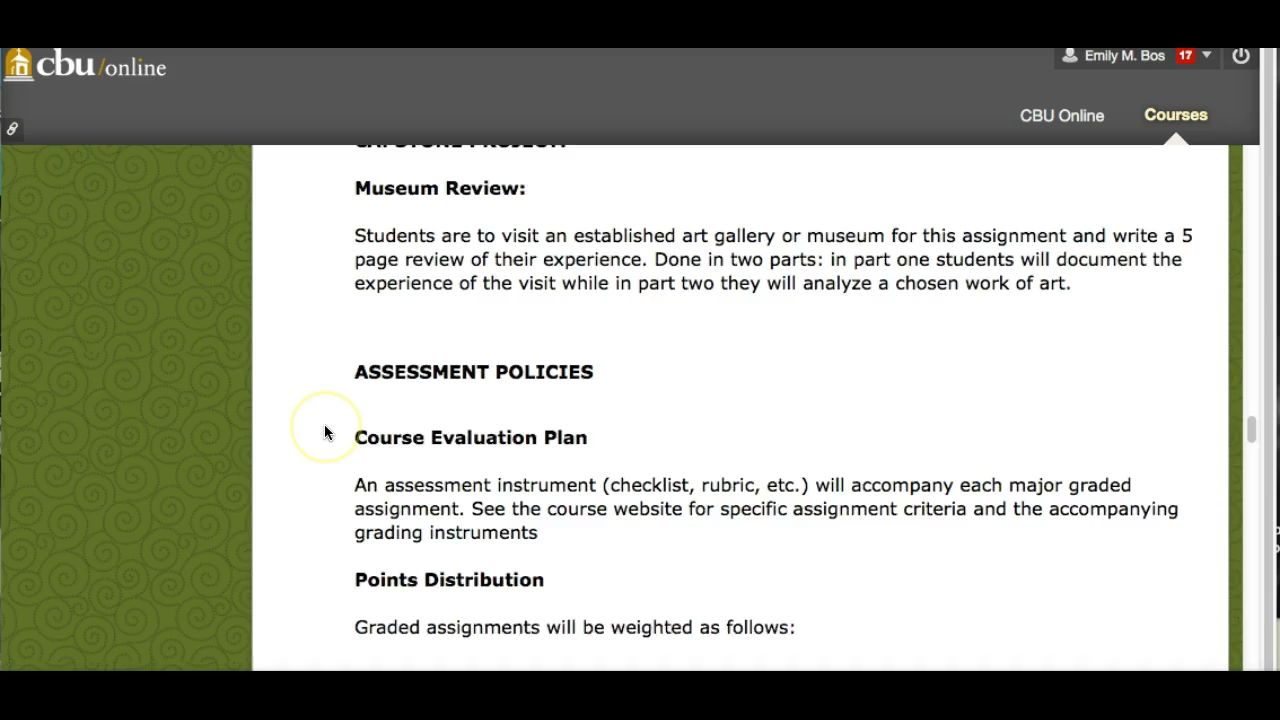 cbu/online
Emily M. Bos 17
CBU Online Courses
CAPSTONE PROJECT:
Museum Review:
Students are to visit an established art gallery or museum for this assignment and write a 5
page review of their experience. Done in two parts: in part one students will document the
experience of the visit while in part two they will analyze a chosen work of art.
ASSESSMENT POLICIES
Course Evaluation Plan
An assessment instrument (checklist, rubric, etc.) will accompany each major graded
assignment. See the course website for specific assignment criteria and the accompanying
grading instruments
Points Distribution
Graded assignments will be weighted as follows: